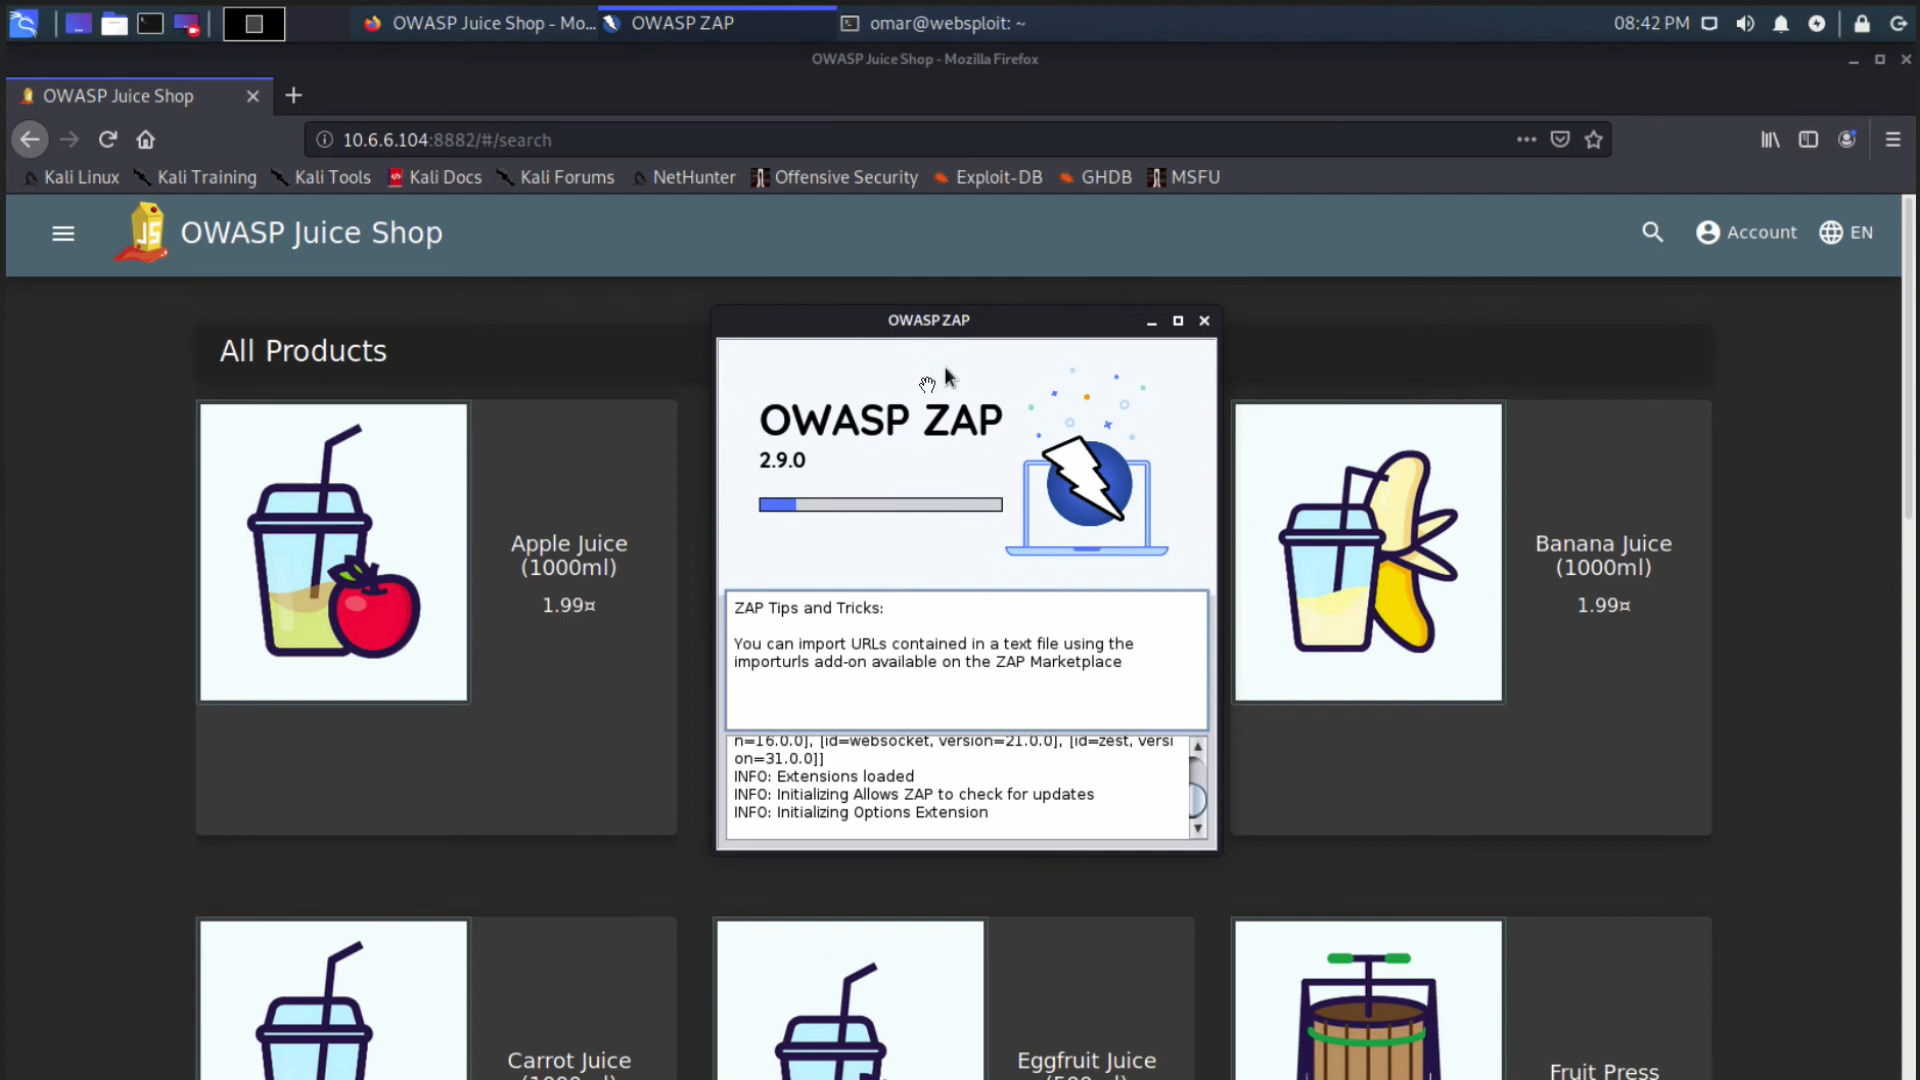 OWASP Juice Shop - Mo...
OWASP ZAP
omar@websploit: ~
08:42 PM
OWASP Juice Shop - Mozilla Firefox
OWASP Juice Shop
10.6.6.104:8882/#/search
Kali Linux
Kali Training
Kali Tools
Kali Docs
Kali Forums
NetHunter
Offensive Security
Exploit-DB
GHDB
MSFU
JS
OWASP Juice Shop
Account
EN
All Products
OWASP ZAP
OWASP ZAP
2.9.0
ZAP Tips and Tricks:
You can import URLs contained in a text file using the
importurls add-on available on the ZAP Marketplace
n=16.0.0], [id=websocket, version=21.0.0], [id=zest, versi
on=31.0.0]]
INFO: Extensions loaded
INFO: Initializing Allows ZAP to check for updates
INFO: Initializing Options Extension
Apple Juice
(1000ml)
1.99¤
Banana Juice
(1000ml)
1.99¤
Carrot Juice
(1000ml)
Eggfruit Juice
(500ml)
Fruit Press